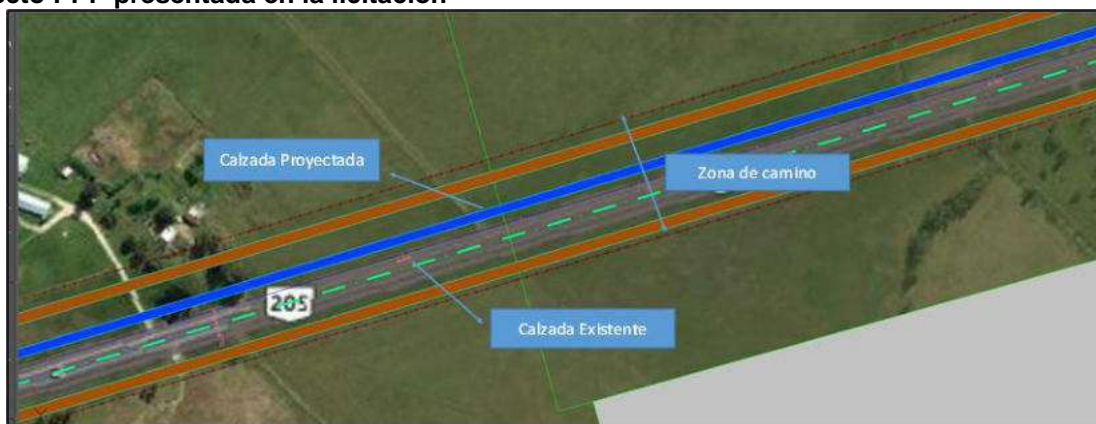 presentada en la licitación
Calzada Proyectada
Zona de camino
205
Calzada Existente